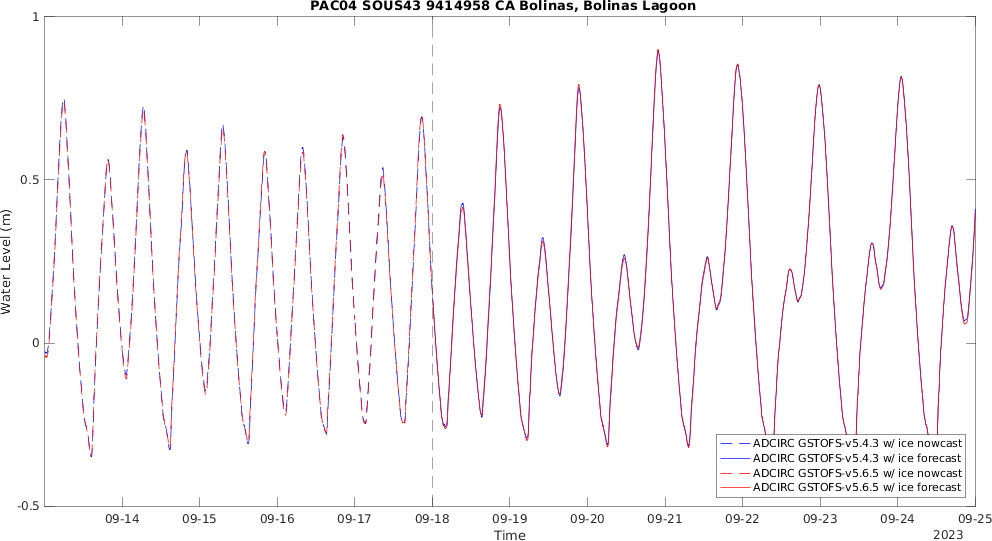 PAC04 SOUS43 9414958 CA Bolinas, Bolinas Lagoon
1
0.5
0
-0.5
Water Level (m)
09-14 09-15 09-16 09-17 09-18 09-19 09-20 09-21 09-22 09-23 09-24 09-25
Time
2023
ADCIRC GSTOFS-v5.4.3 w/ ice nowcast
ADCIRC GSTOFS-v5.4.3 w/ ice forecast
ADCIRC GSTOFS-v5.6.5 w/ ice nowcast
ADCIRC GSTOFS-v5.6.5 w/ ice forecast